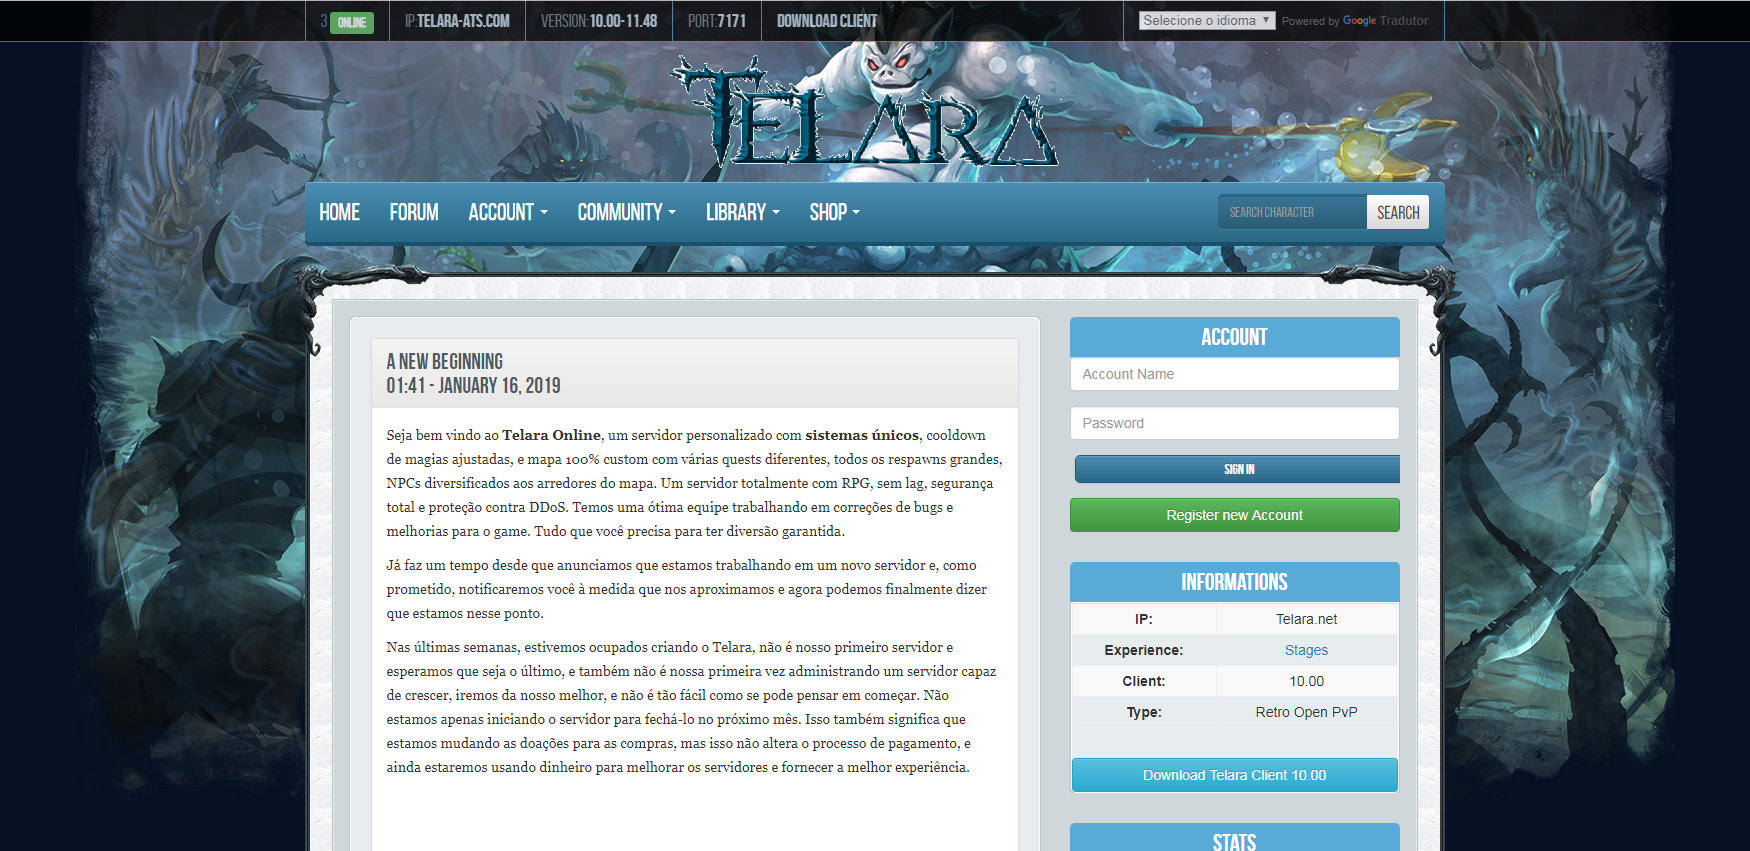 3 ONLINE
IP:TELARA-ATS.COM
VERSION:10.00-11.48
PORT:7171
DOWNLOAD CLIENT
Selecione o idioma
Powered by Google Tradutor
TELARA
HOME
FORUM
ACCOUNT
COMMUNITY
LIBRARY
SHOP
SEARCH CHARACTER
SEARCH
A NEW BEGINNING
01:41 - JANUARY 16, 2019
Seja bem vindo ao Telara Online, um servidor personalizado com sistemas únicos, cooldown
de magias ajustadas, e mapa 100% custom com várias quests diferentes, todos os respawns grandes,
NPCs diversificados aos arredores do mapa. Um servidor totalmente com RPG, sem lag, segurança
total e proteção contra DDoS. Temos uma ótima equipe trabalhando em correções de bugs e
melhorias para o game. Tudo que você precisa para ter diversão garantida.
Já faz um tempo desde que anunciamos que estamos trabalhando em um novo servidor e, como
prometido, notificaremos você à medida que nos aproximamos e agora podemos finalmente dizer
que estamos nesse ponto.
Nas últimas semanas, estivemos ocupados criando o Telara, não é nosso primeiro servidor e
esperamos que seja o último, e também não é nossa primeira vez administrando um servidor capaz
de crescer, iremos da nosso melhor, e não é tão fácil como se pode pensar em começar. Não
estamos apenas iniciando o servidor para fechá-lo no próximo mês. Isso também significa que
estamos mudando as doações para as compras, mas isso não altera o processo de pagamento, e
ainda estaremos usando dinheiro para melhorar os servidores e fornecer a melhor experiência.
ACCOUNT
Account Name
Password
SIGN IN
Register new Account
INFORMATIONS
IP: Telara.net
Experience: Stages
Client: 10.00
Type: Retro Open PvP
Download Telara Client 10.00
STATS